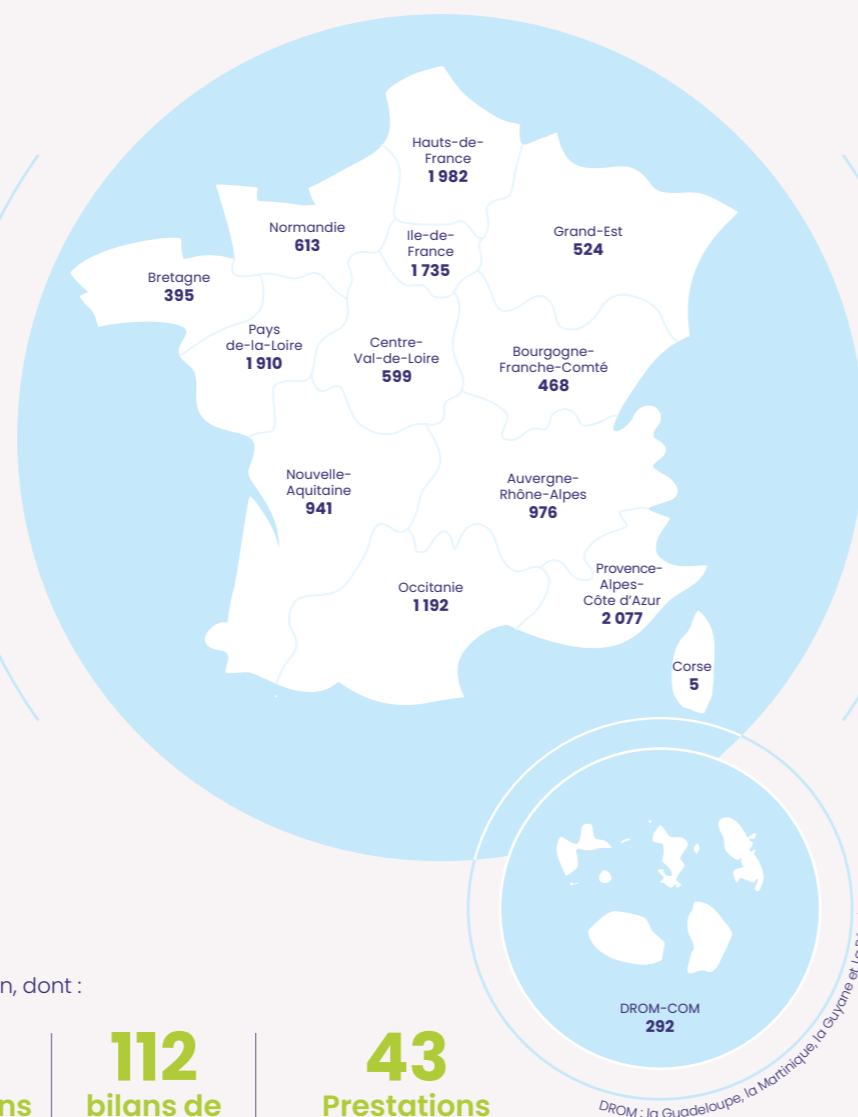 Hauts-de-
France
1 982
Normandie
613
Ile-de-
France
1 735
Grand-Est
524
Bretagne
395
Pays
de-la-Loire
1 910
Centre-
Val-de-Loire
599
Bourgogne-
Franche-Comté
468
Nouvelle-
Aquitaine
941
Auvergne-
Rhône-Alpes
976
Occitanie
1 192
Provence-
Alpes-
Côte d’Azur
2 077
Corse
5
DROM-COM
292
DROM : la Guadeloupe, la Martinique, la Guyane et La
n, dont :
ns
112
bilans de
43
Prestations